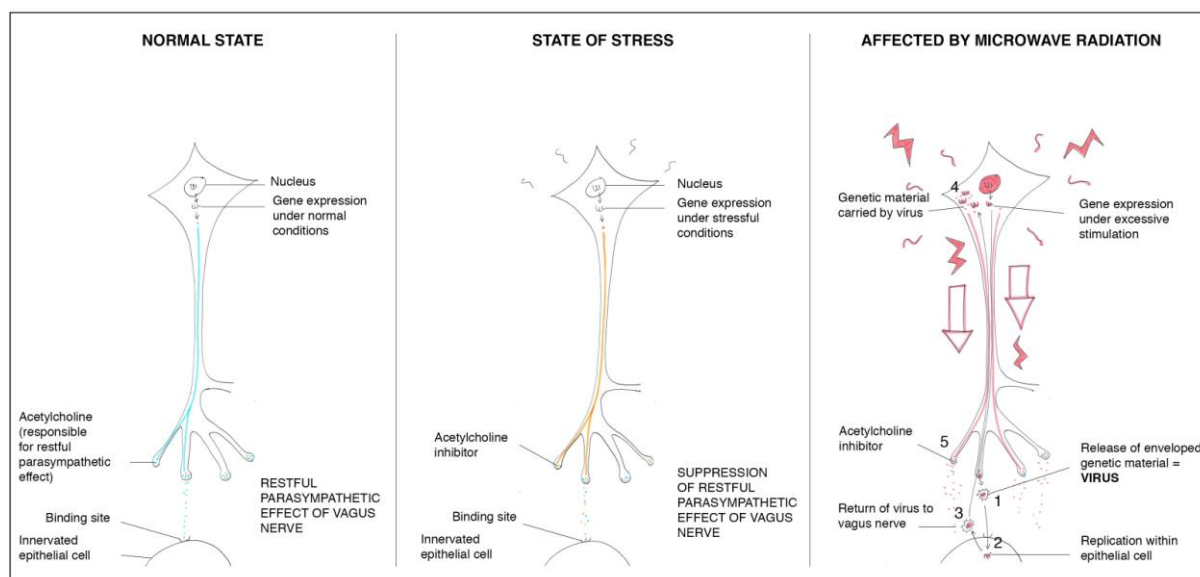 NORMAL STATE
Nucleus
Gene expression
under normal
conditions
Acetylcholine
(responsible
for restful
parasympathetic
effect)
RESTFUL
PARASYMPATHETIC
EFFECT OF VAGUS
NERVE
Binding site
Innervated
epithelial cell
STATE OF STRESS
Nucleus
Gene expression
under stressful
conditions
Acetylcholine
inhibitor
SUPPRESSION
OF RESTFUL
PARASYMPATHETIC
EFFECT OF VAGUS
NERVE
Binding site
Innervated
epithelial cell
AFFECTED BY MICROWAVE RADIATION
4
Genetic material
carried by virus
Gene expression
under excessive
stimulation
Acetylcholine
inhibitor
5
Release of enveloped
genetic material =
VIRUS
1
Return of virus to
vagus nerve
3
2
Replication within
epithelial cell